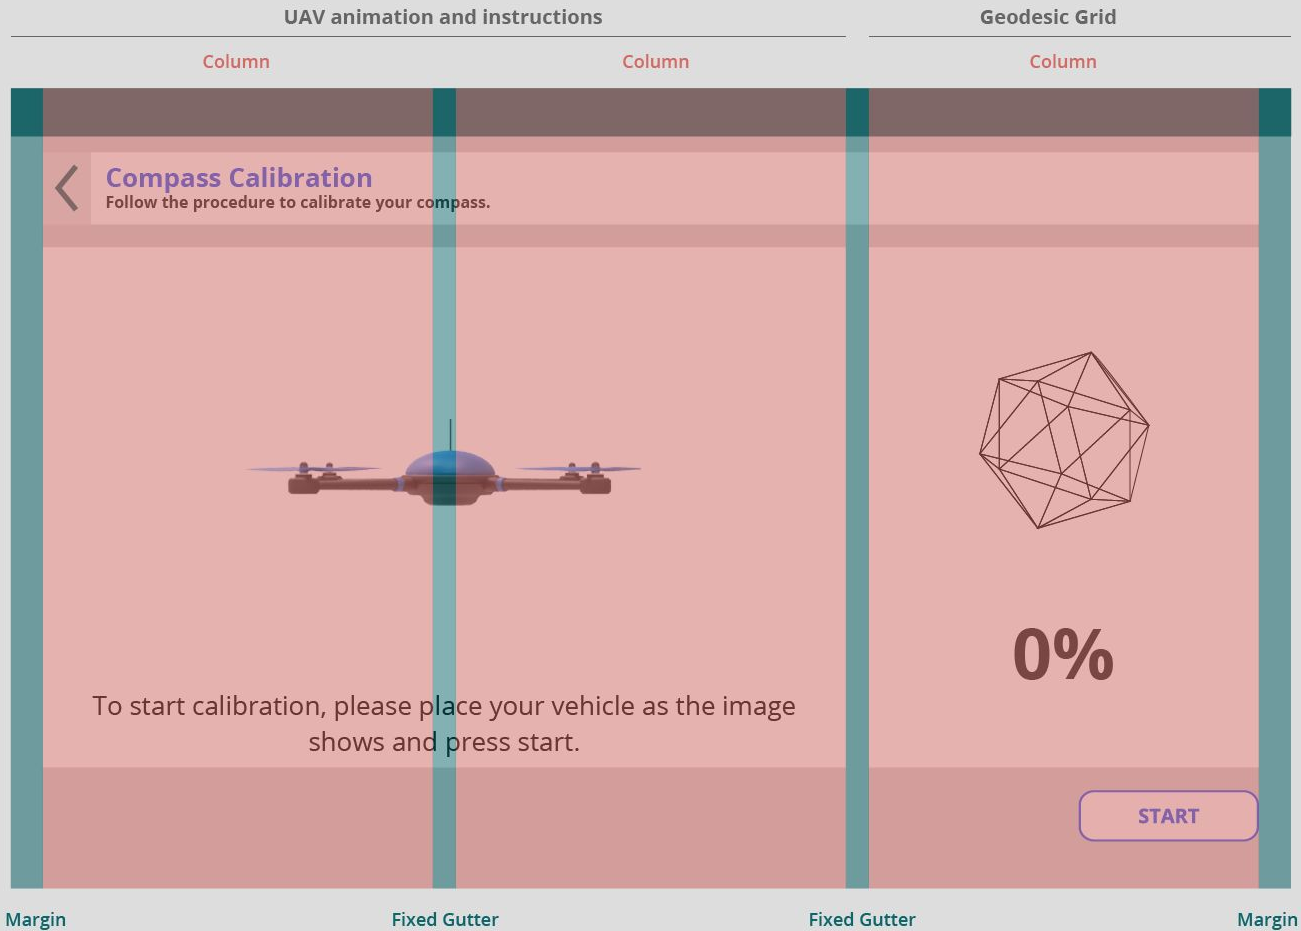 UAV animation and instructions
Geodesic Grid
Column
Column
Column
Compass Calibration
Follow the procedure to calibrate your compass.
0%
To start calibration, please place your vehicle as the image
shows and press start.
START
Margin
Fixed Gutter
Fixed Gutter
Margin